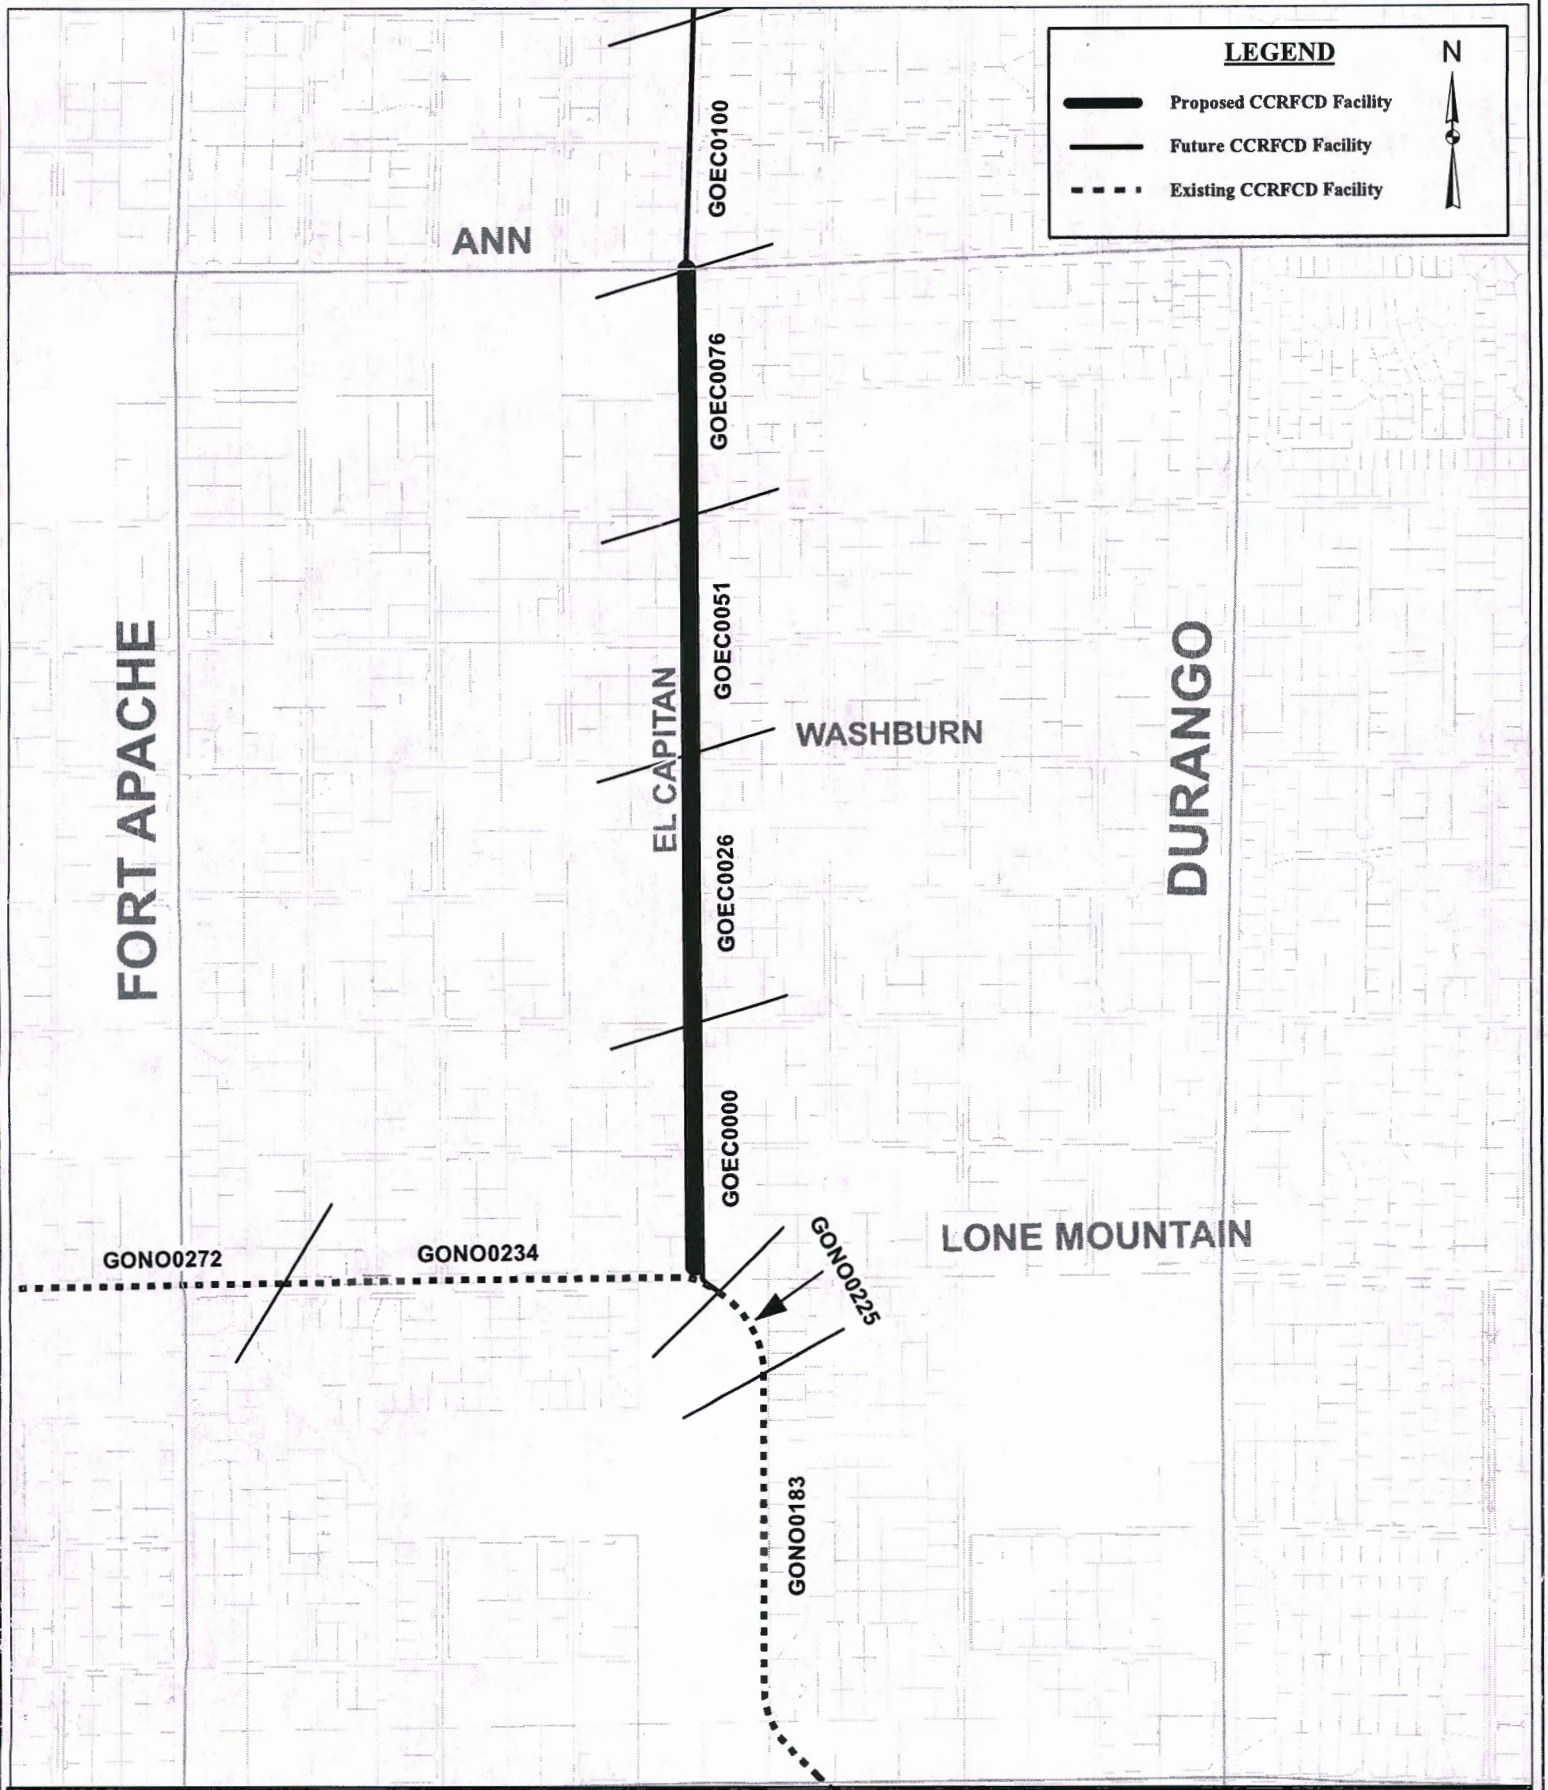 LEGEND
N
Proposed CCRFCD Facility
Future CCRFCD Facility
Existing CCRFCD Facility
GOEC0100
ANN
GOEC0076
GOEC0051
FORT APACHE
EL CAPITAN
WASHBURN
DURANGO
GOEC0026
GOEC0000
LONE MOUNTAIN
GONO0272
GONO0234
GONO0225
GONO0183